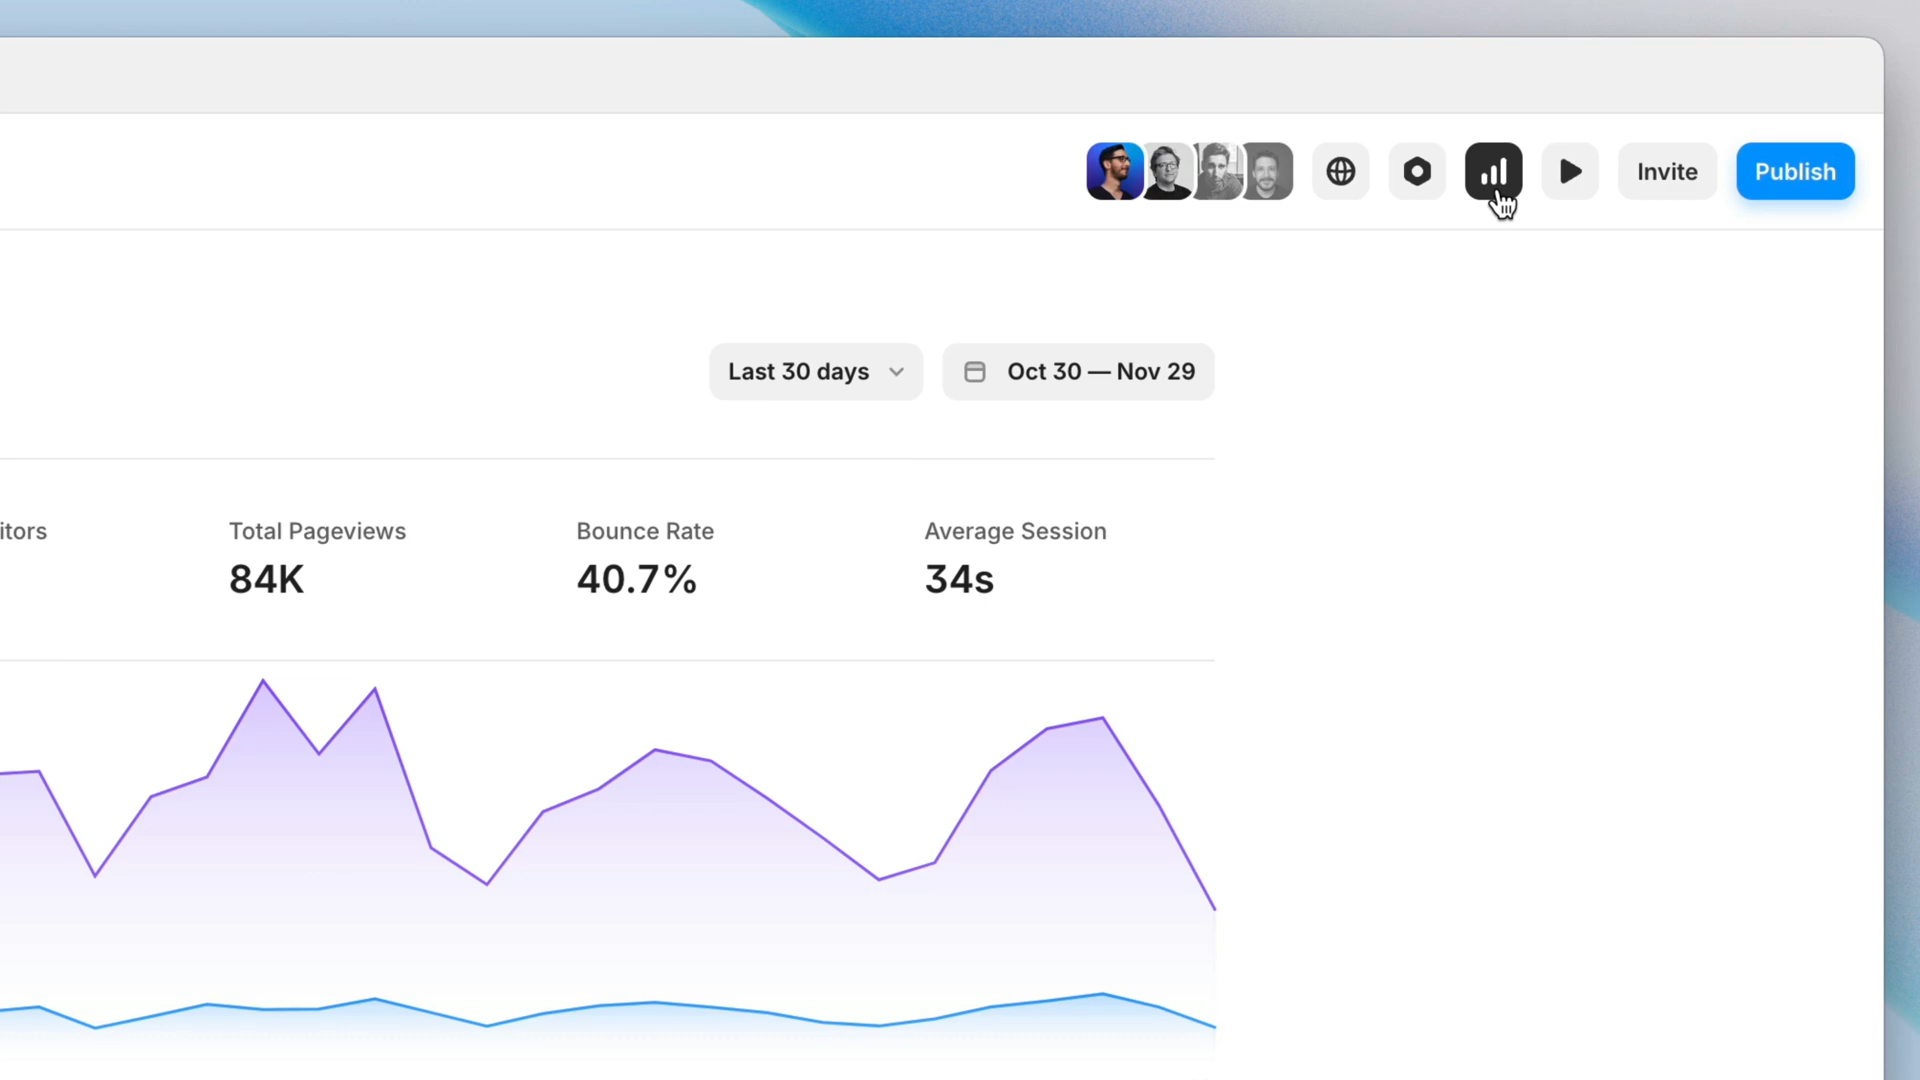 Invite
Publish
Last 30 days
Oct 30 — Nov 29
itors
Total Pageviews
Bounce Rate
Average Session
84K
40.7%
34s